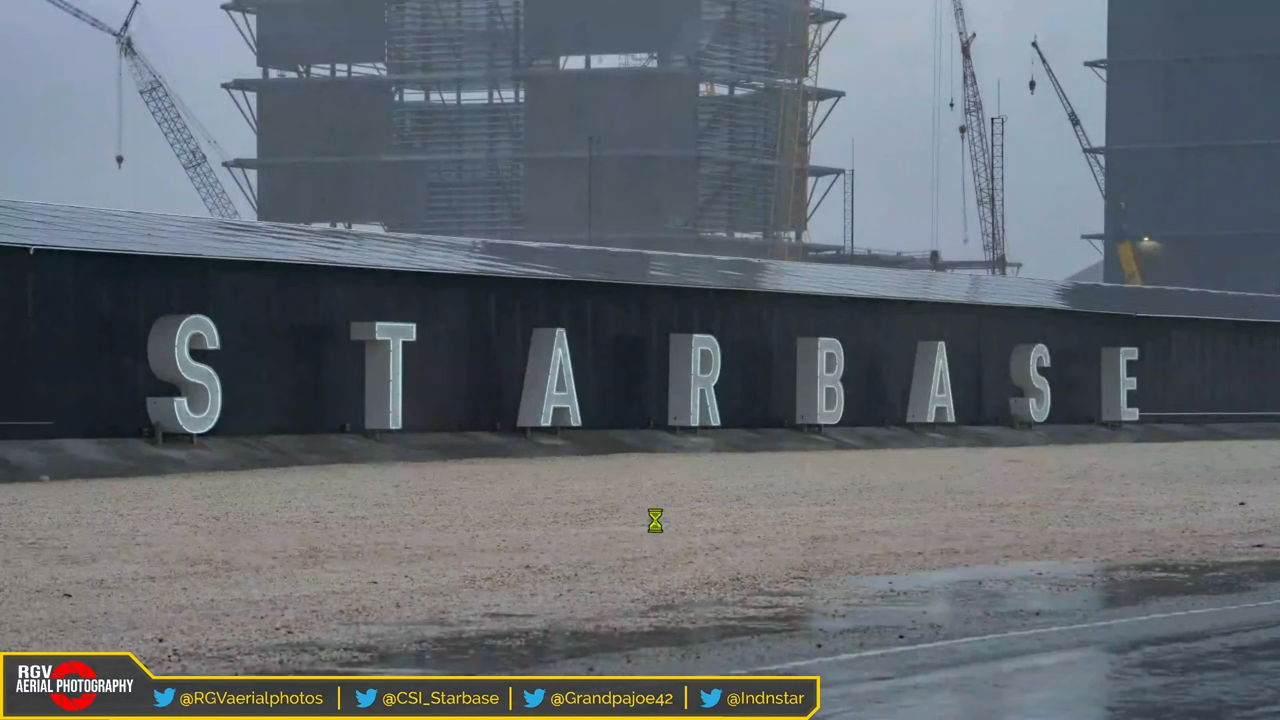 STARBASE
RGV
AERIAL PHOTOGRAPHY
@RGVaerialphotos | @CSI_Starbase | @Grandpajoe42 | @Indnstar